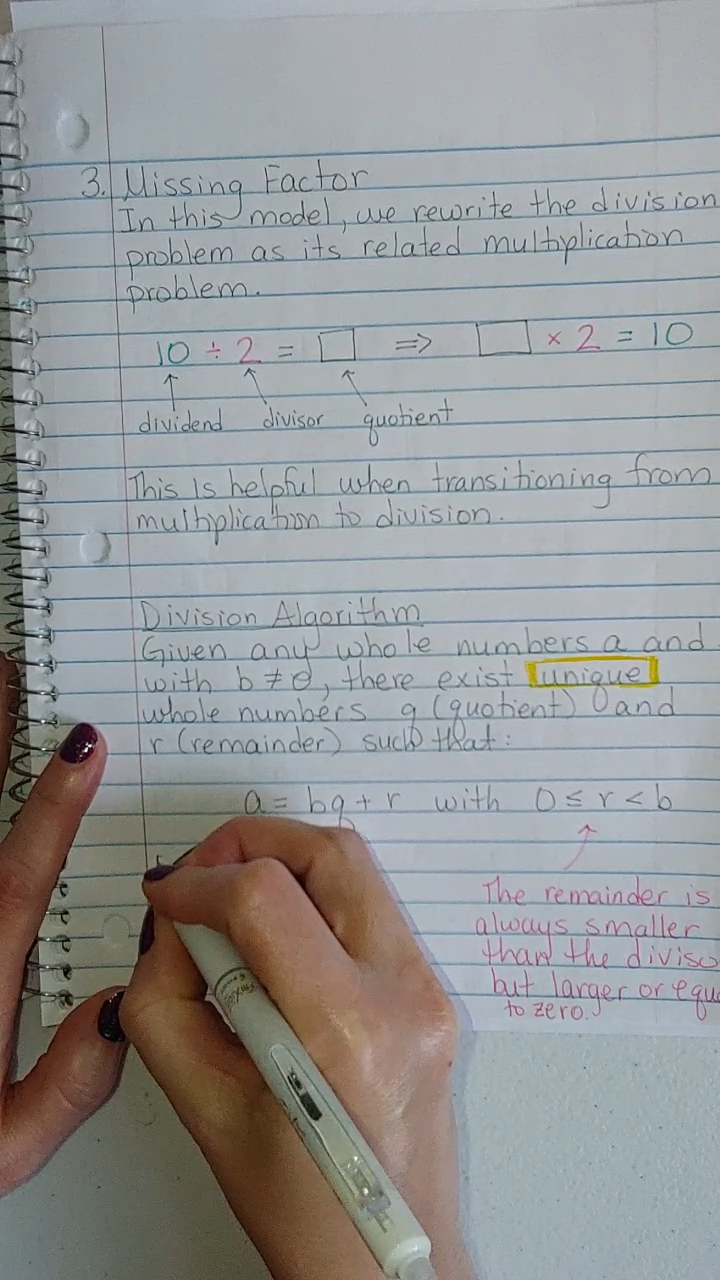 3. Missing Factor
In this model, we rewrite the division
problem as its related multiplication
problem.
10 ÷ 2 = □ ⇒ □ × 2 = 10
dividend divisor quotient
This is helpful when transitioning from
multiplication to division.
Division Algorithm
Given any whole numbers a and
with b ≠ 0, there exist unique
whole numbers q (quotient) and
r (remainder) such that:
a = bq + r with 0 ≤ r < b
The remainder is
always smaller
than the diviso
but larger or equa
to zero.